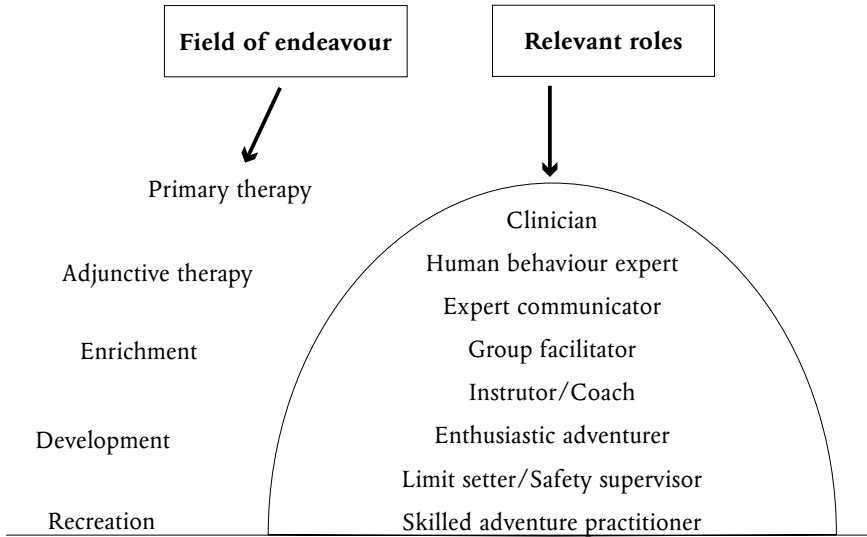 Field of endeavour
Relevant roles
Primary therapy
Clinician
Human behaviour expert
Adjunctive therapy
Expert communicator
Enrichment
Group facilitator
Instrutor/Coach
Development
Enthusiastic adventurer
Limit setter/Safety supervisor
Recreation
Skilled adventure practitioner